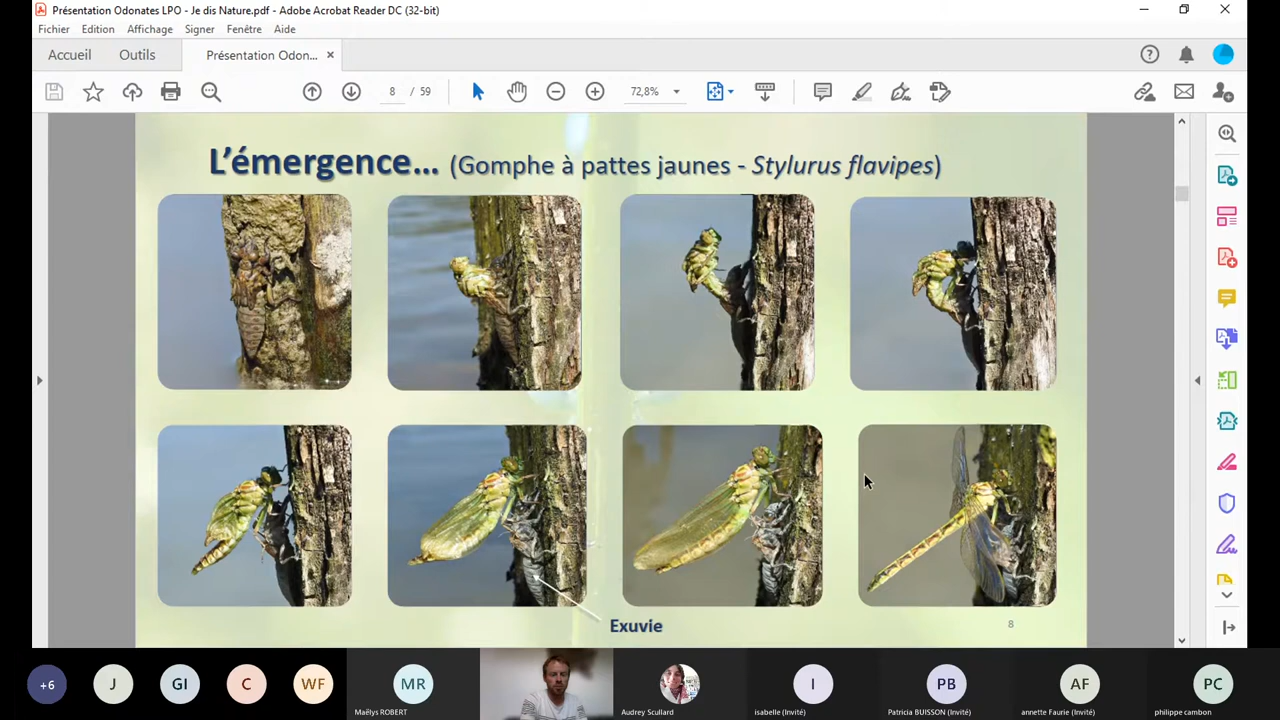 Présentation Odonates LPO - Je dis Nature.pdf - Adobe Acrobat Reader DC (32-bit)
Fichier Edition Affichage Signer Fenêtre Aide
Accueil Outils Présentation Odon... ×
8 / 59 72,8%
L'émergence... (Gomphe à pattes jaunes - Stylurus flavipes)
Exuvie
8
+6 J GI C WF MR I PB AF PC
Maëlys ROBERT Audrey Scullard isabelle (Invité) Patricia BUISSON (Invité) annette Faurie (Invité) philippe cambon